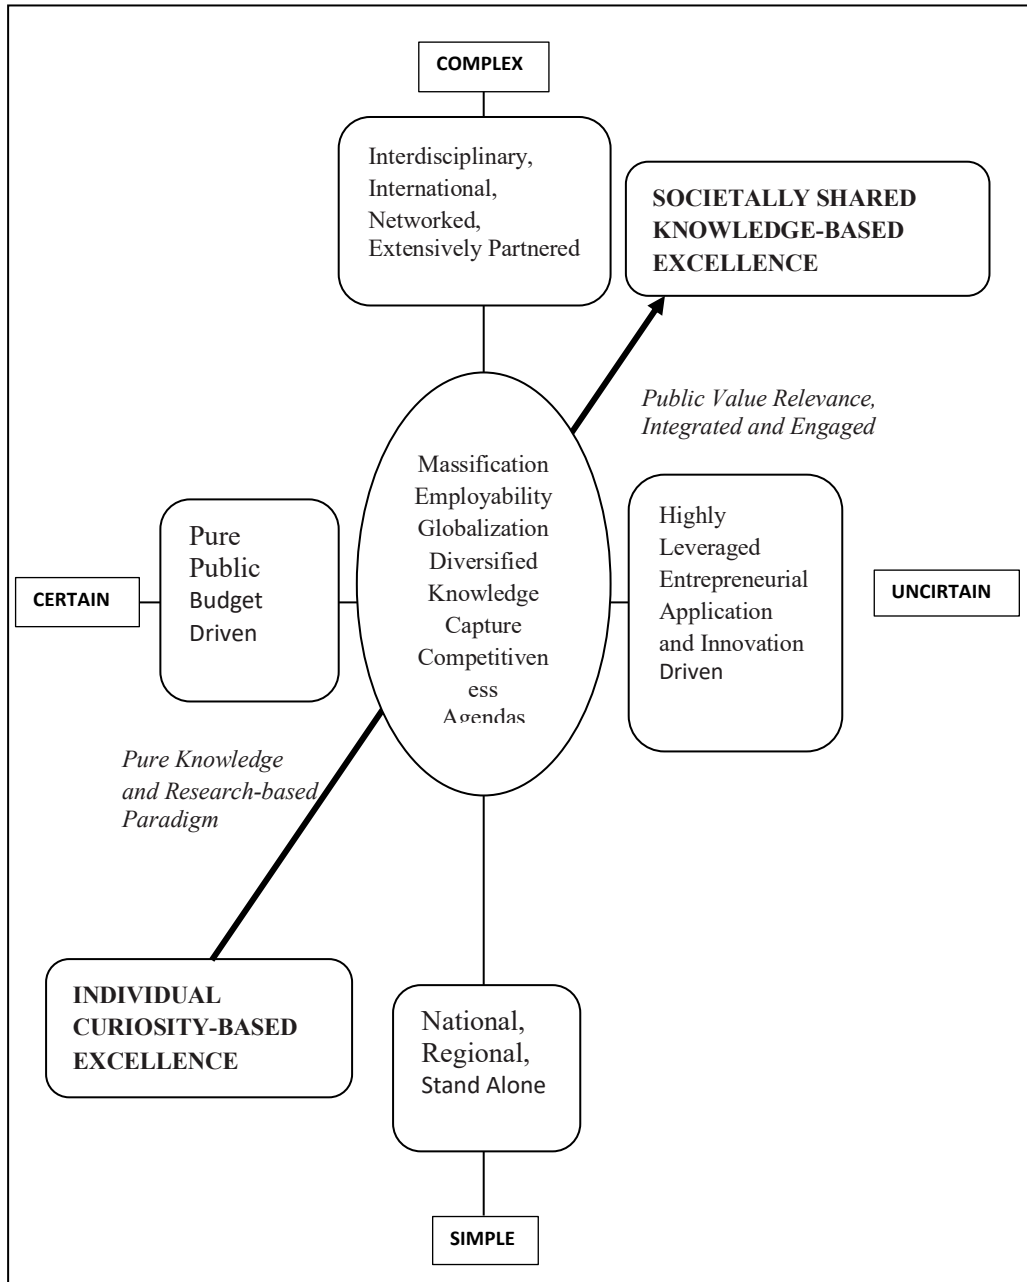 COMPLEX
Interdisciplinary,
International,
Networked,
Extensively Partnered
SOCIETALLY SHARED
KNOWLEDGE-BASED
EXCELLENCE
Public Value Relevance,
Integrated and Engaged
Massification
Employability
Globalization
Diversified
Knowledge
Capture
Competitiven
ess
Agendas
Pure
Public
Budget
Driven
Highly
Leveraged
Entrepreneurial
Application
and Innovation
Driven
CERTAIN
UNCIRTAIN
Pure Knowledge
and Research-based
Paradigm
INDIVIDUAL
CURIOSITY-BASED
EXCELLENCE
National,
Regional,
Stand Alone
SIMPLE